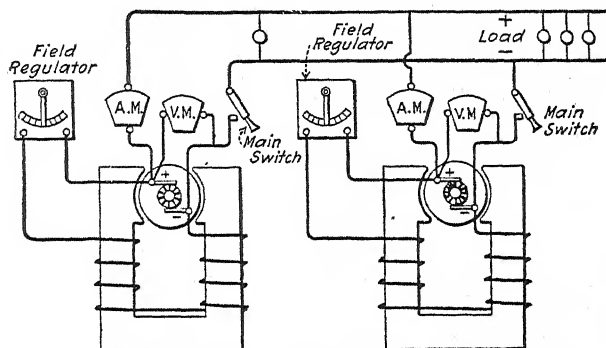 Field
Regulator
A.M.
V.M.
Main
Switch
Field
Regulator
A.M.
V.M
Main
Switch
+
Load
−
+
−
+
−